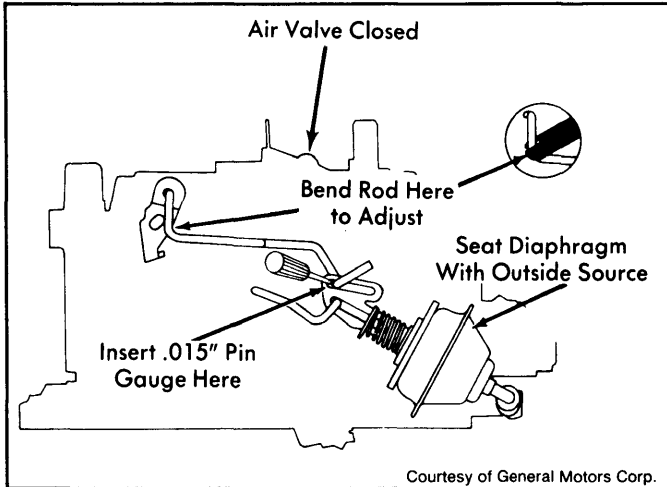 Air Valve Closed
Bend Rod Here
to Adjust
Seat Diaphragm
With Outside Source
Insert .015" Pin
Gauge Here
Courtesy of General Motors Corp.